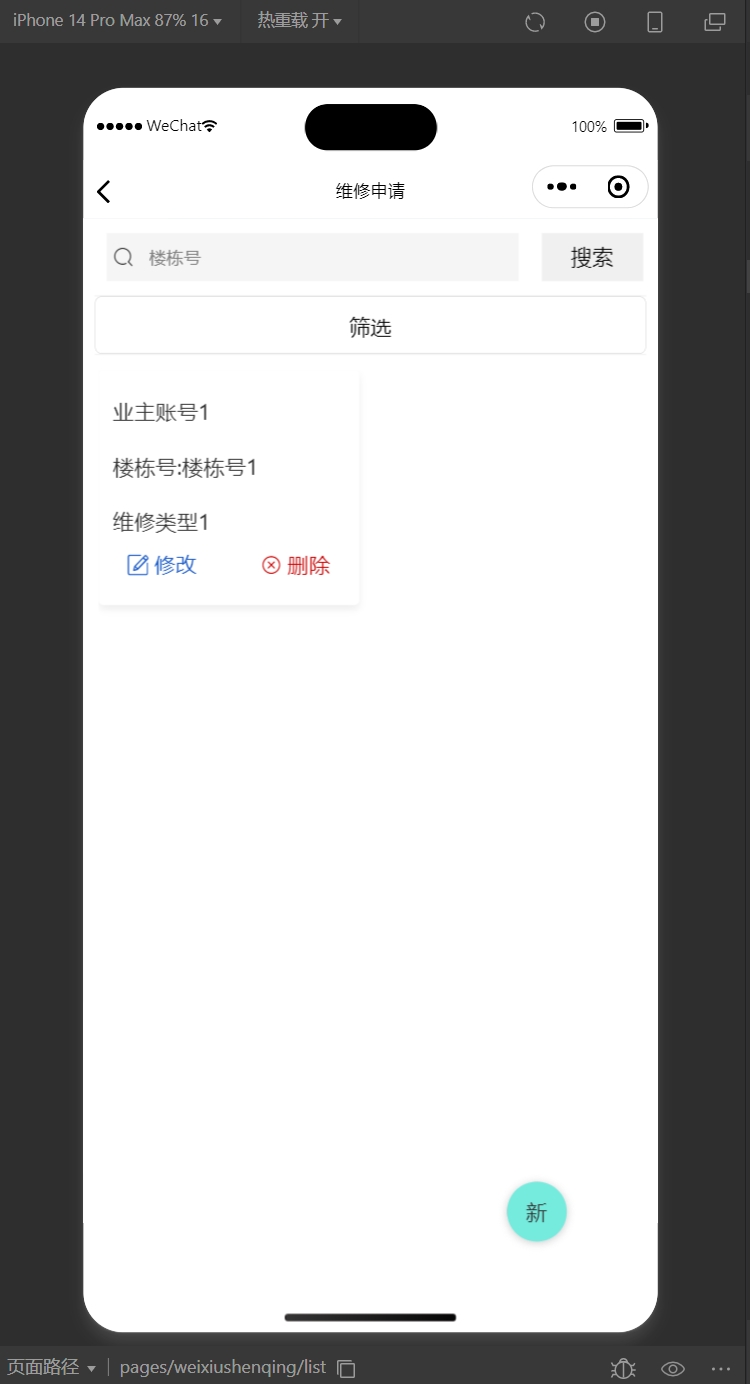 iPhone 14 Pro Max 87% 16 热重载 开
WeChat 100%
维修申请
楼栋号 搜索
筛选
业主账号1
楼栋号:楼栋号1
维修类型1
修改 删除
新
页面路径 pages/weixiushenqing/list